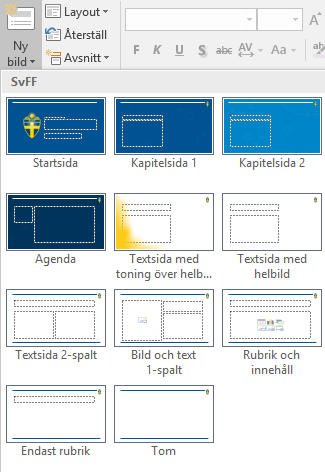 Ny
bild
Layout
Återställ
Avsnitt
F K U S abc AV Aa
SvFF
Startsida
Kapitelsida 1
Kapitelsida 2
Agenda
Textsida med
toning över helb...
Textsida med
helbild
Textsida 2-spalt
Bild och text
1-spalt
Rubrik och
innehåll
Endast rubrik
Tom